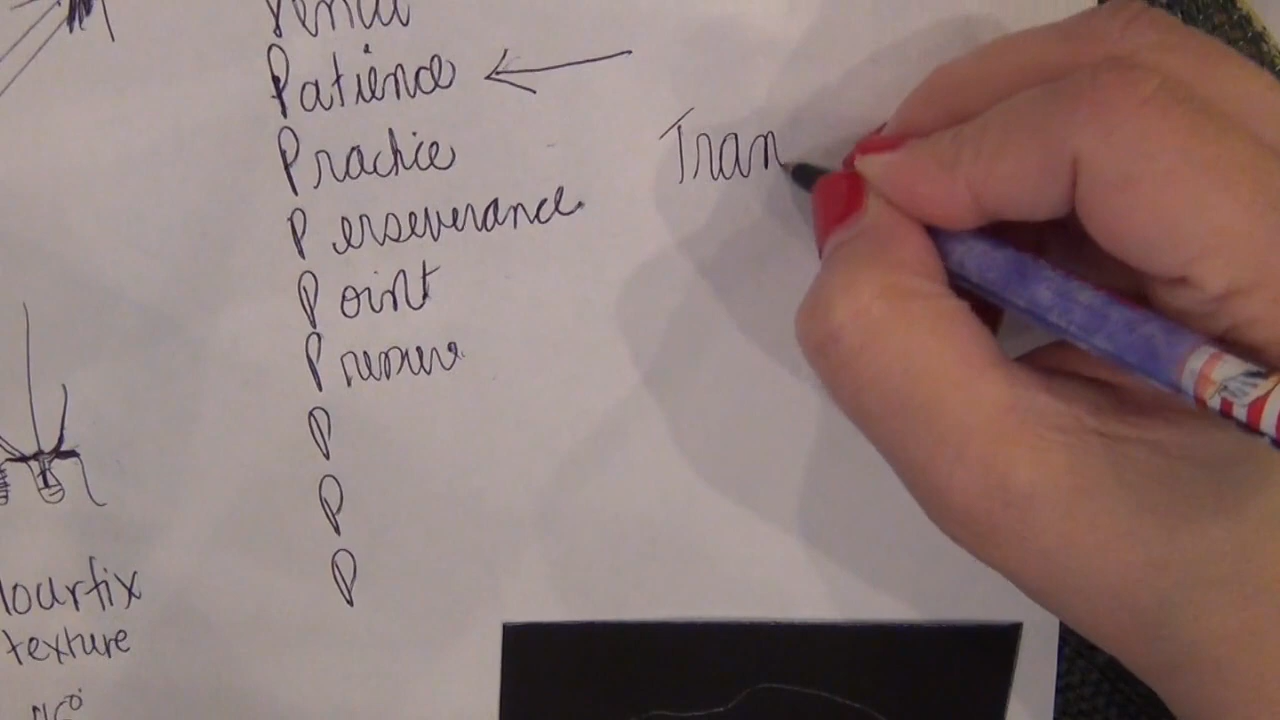 Patience
Practice
Tran
Perseverance
Point
Pressure
P
P
P
lourfix
texture